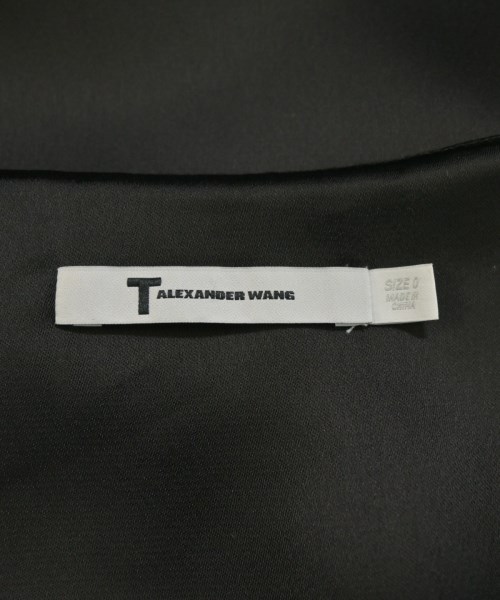 T ALEXANDER WANG
SIZE 0
MADE IN
CHINA